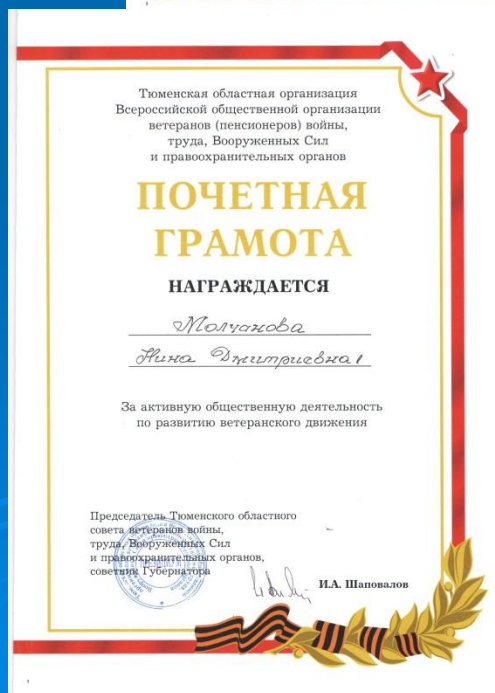 Тюменская областная организация
Всероссийской общественной организации
ветеранов (пенсионеров) войны,
труда, Вооруженных Сил
и правоохранительных органов
ПОЧЕТНАЯ
ГРАМОТА
НАГРАЖДАЕТСЯ
Молчанова
Нина Дмитриевна
За активную общественную деятельность
по развитию ветеранского движения
Председатель Тюменского областного
совета ветеранов войны,
труда, Вооруженных Сил
и правоохранительных органов,
советник Губернатора
И.А. Шаповалов